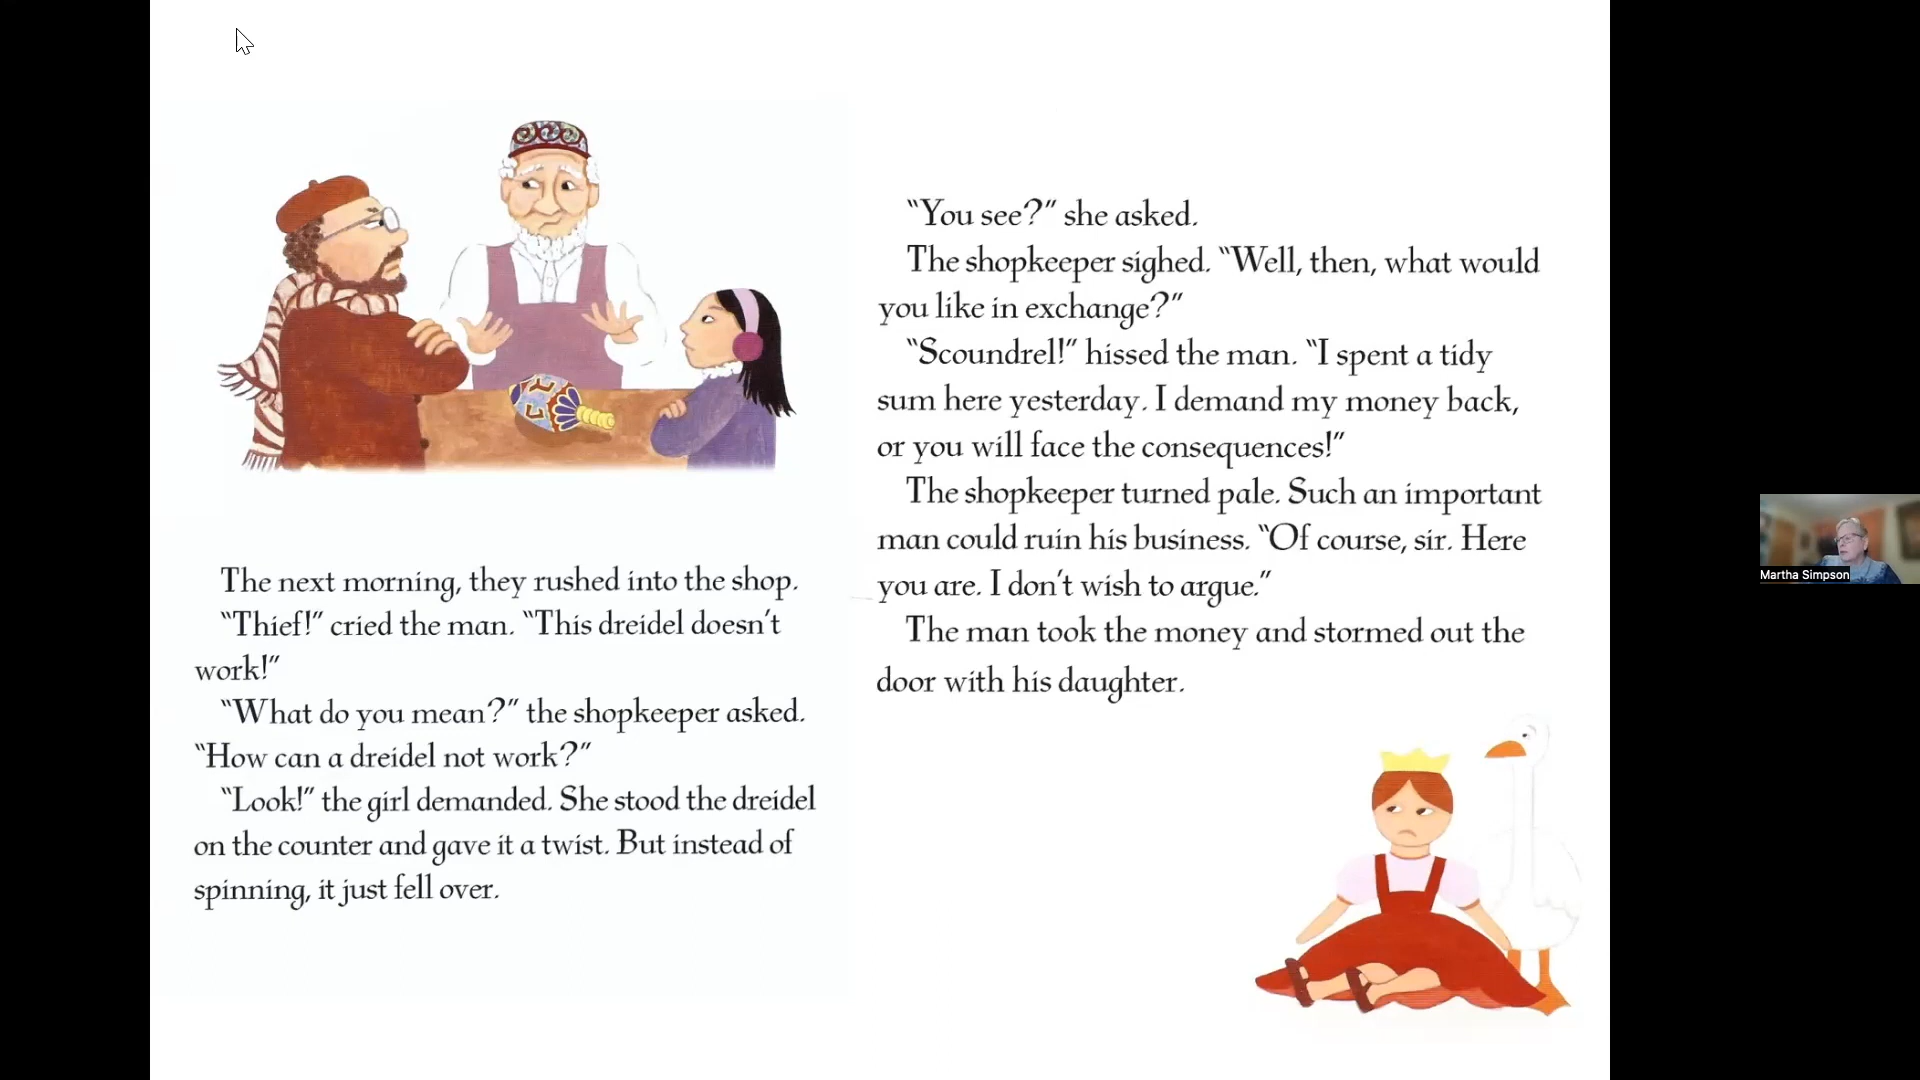 The next morning, they rushed into the shop.
“Thief!” cried the man. “This dreidel doesn’t
work!”
“What do you mean?” the shopkeeper asked.
“How can a dreidel not work?”
“Look!” the girl demanded. She stood the dreidel
on the counter and gave it a twist. But instead of
spinning, it just fell over.
“You see?” she asked.
The shopkeeper sighed. “Well, then, what would
you like in exchange?”
“Scoundrel!” hissed the man. “I spent a tidy
sum here yesterday. I demand my money back,
or you will face the consequences!”
The shopkeeper turned pale. Such an important
man could ruin his business. “Of course, sir. Here
you are. I don’t wish to argue.”
The man took the money and stormed out the
door with his daughter.
Martha Simpson